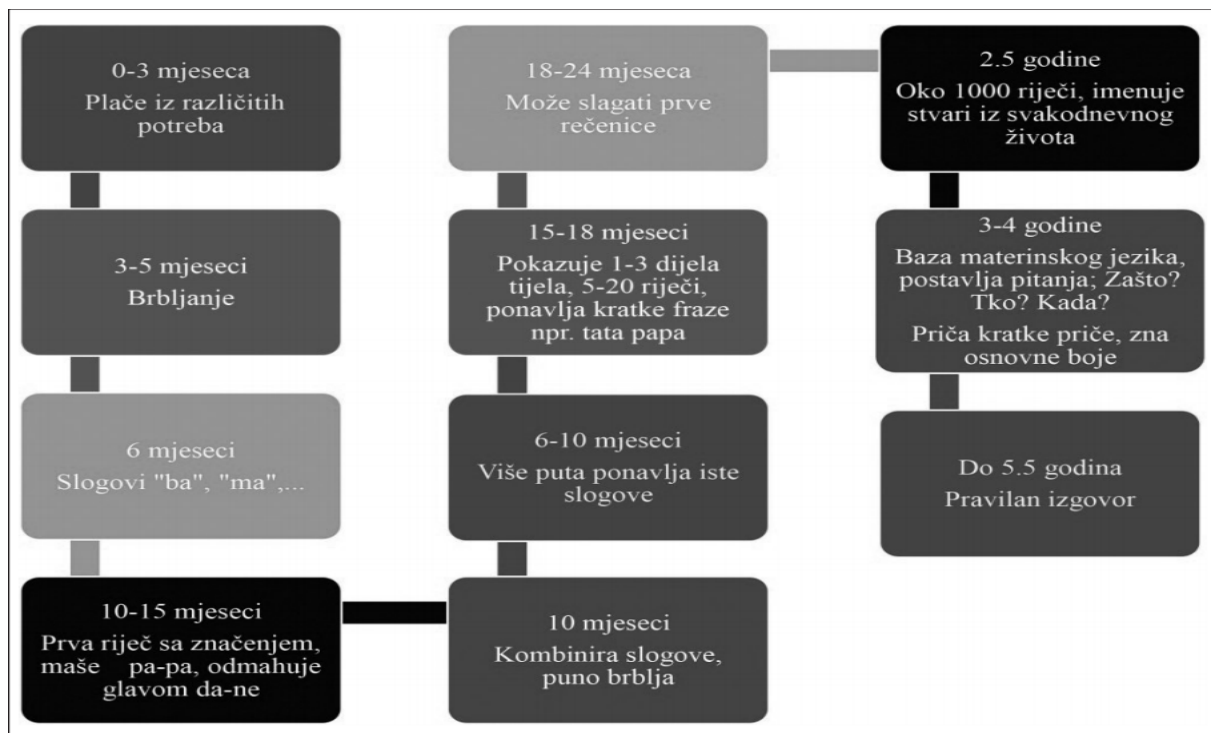 0-3 mjeseca
Plače iz različitih
potreba
3-5 mjeseci
Brbljanje
6 mjeseci
Slogovi "ba", "ma",...
10-15 mjeseci
Prva riječ sa značenjem,
maše pa-pa, odmahuje
glavom da-ne
10 mjeseci
Kombinira slogove,
puno brblja
6-10 mjeseci
Više puta ponavlja iste
slogove
15-18 mjeseci
Pokazuje 1-3 dijela
tijela, 5-20 riječi,
ponavlja kratke fraze
npr. tata papa
18-24 mjeseca
Može slagati prve
rečenice
2.5 godine
Oko 1000 riječi, imenuje
stvari iz svakodnevnog
života
3-4 godine
Baza materinskog jezika,
postavlja pitanja; Zašto?
Tko? Kada?
Priča kratke priče, zna
osnovne boje
Do 5.5 godina
Pravilan izgovor